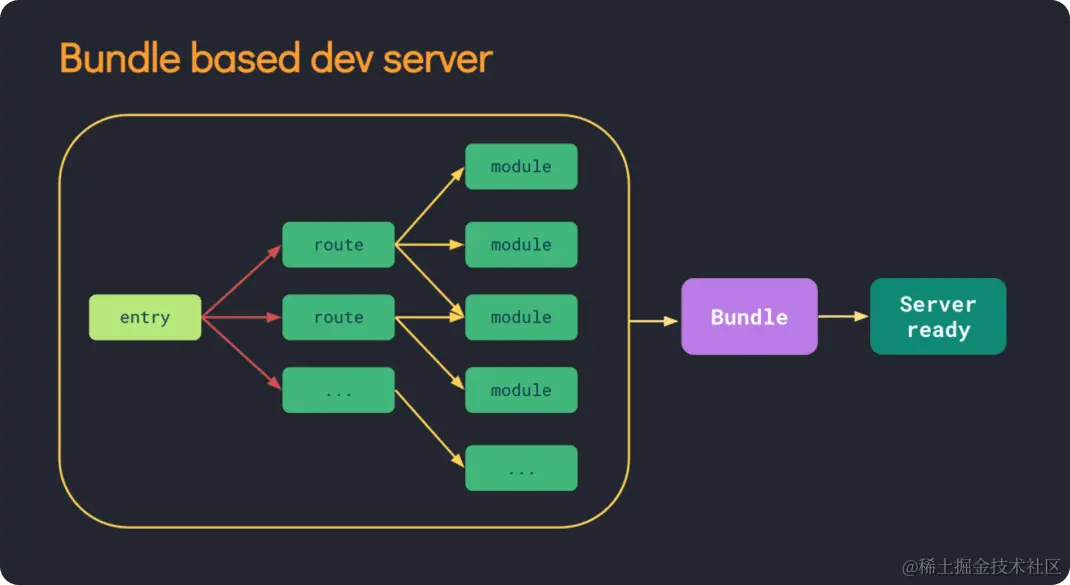 Bundle based dev server
module
route
module
entry
route
module
...
module
...
Bundle
Server
ready
@稀土掘金技术社区